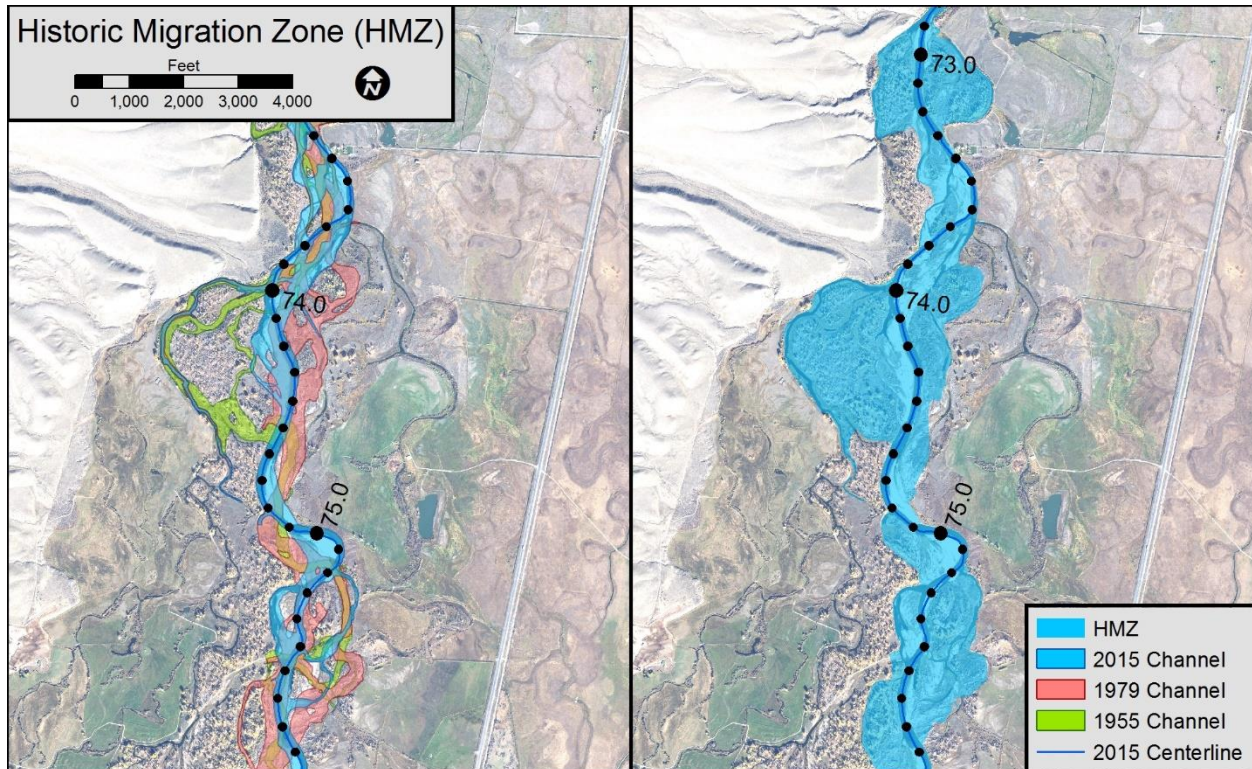 Historic Migration Zone (HMZ)
Feet
N
0 1,000 2,000 3,000 4,000
74.0
75.0
73.0
74.0
75.0
HMZ
2015 Channel
1979 Channel
1955 Channel
2015 Centerline